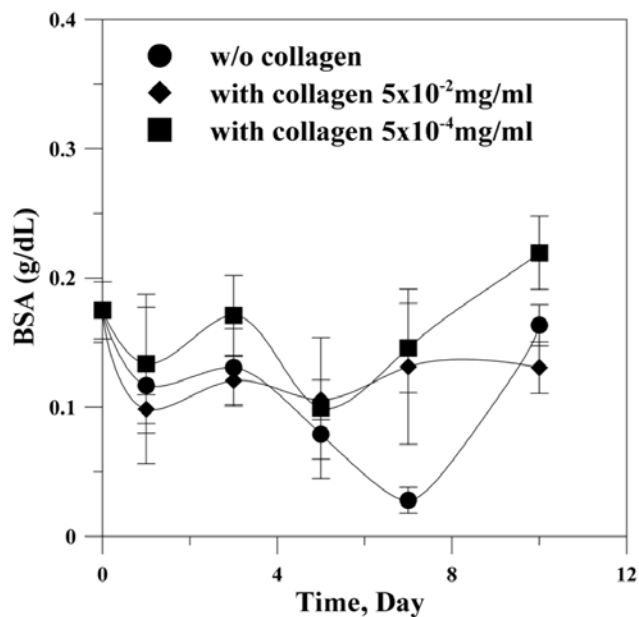 0.4
0.3
0.2
0.1
0
BSA (g/dL)
w/o collagen
with collagen 5x10⁻²mg/ml
with collagen 5x10⁻⁴mg/ml
0 4 8 12
Time, Day